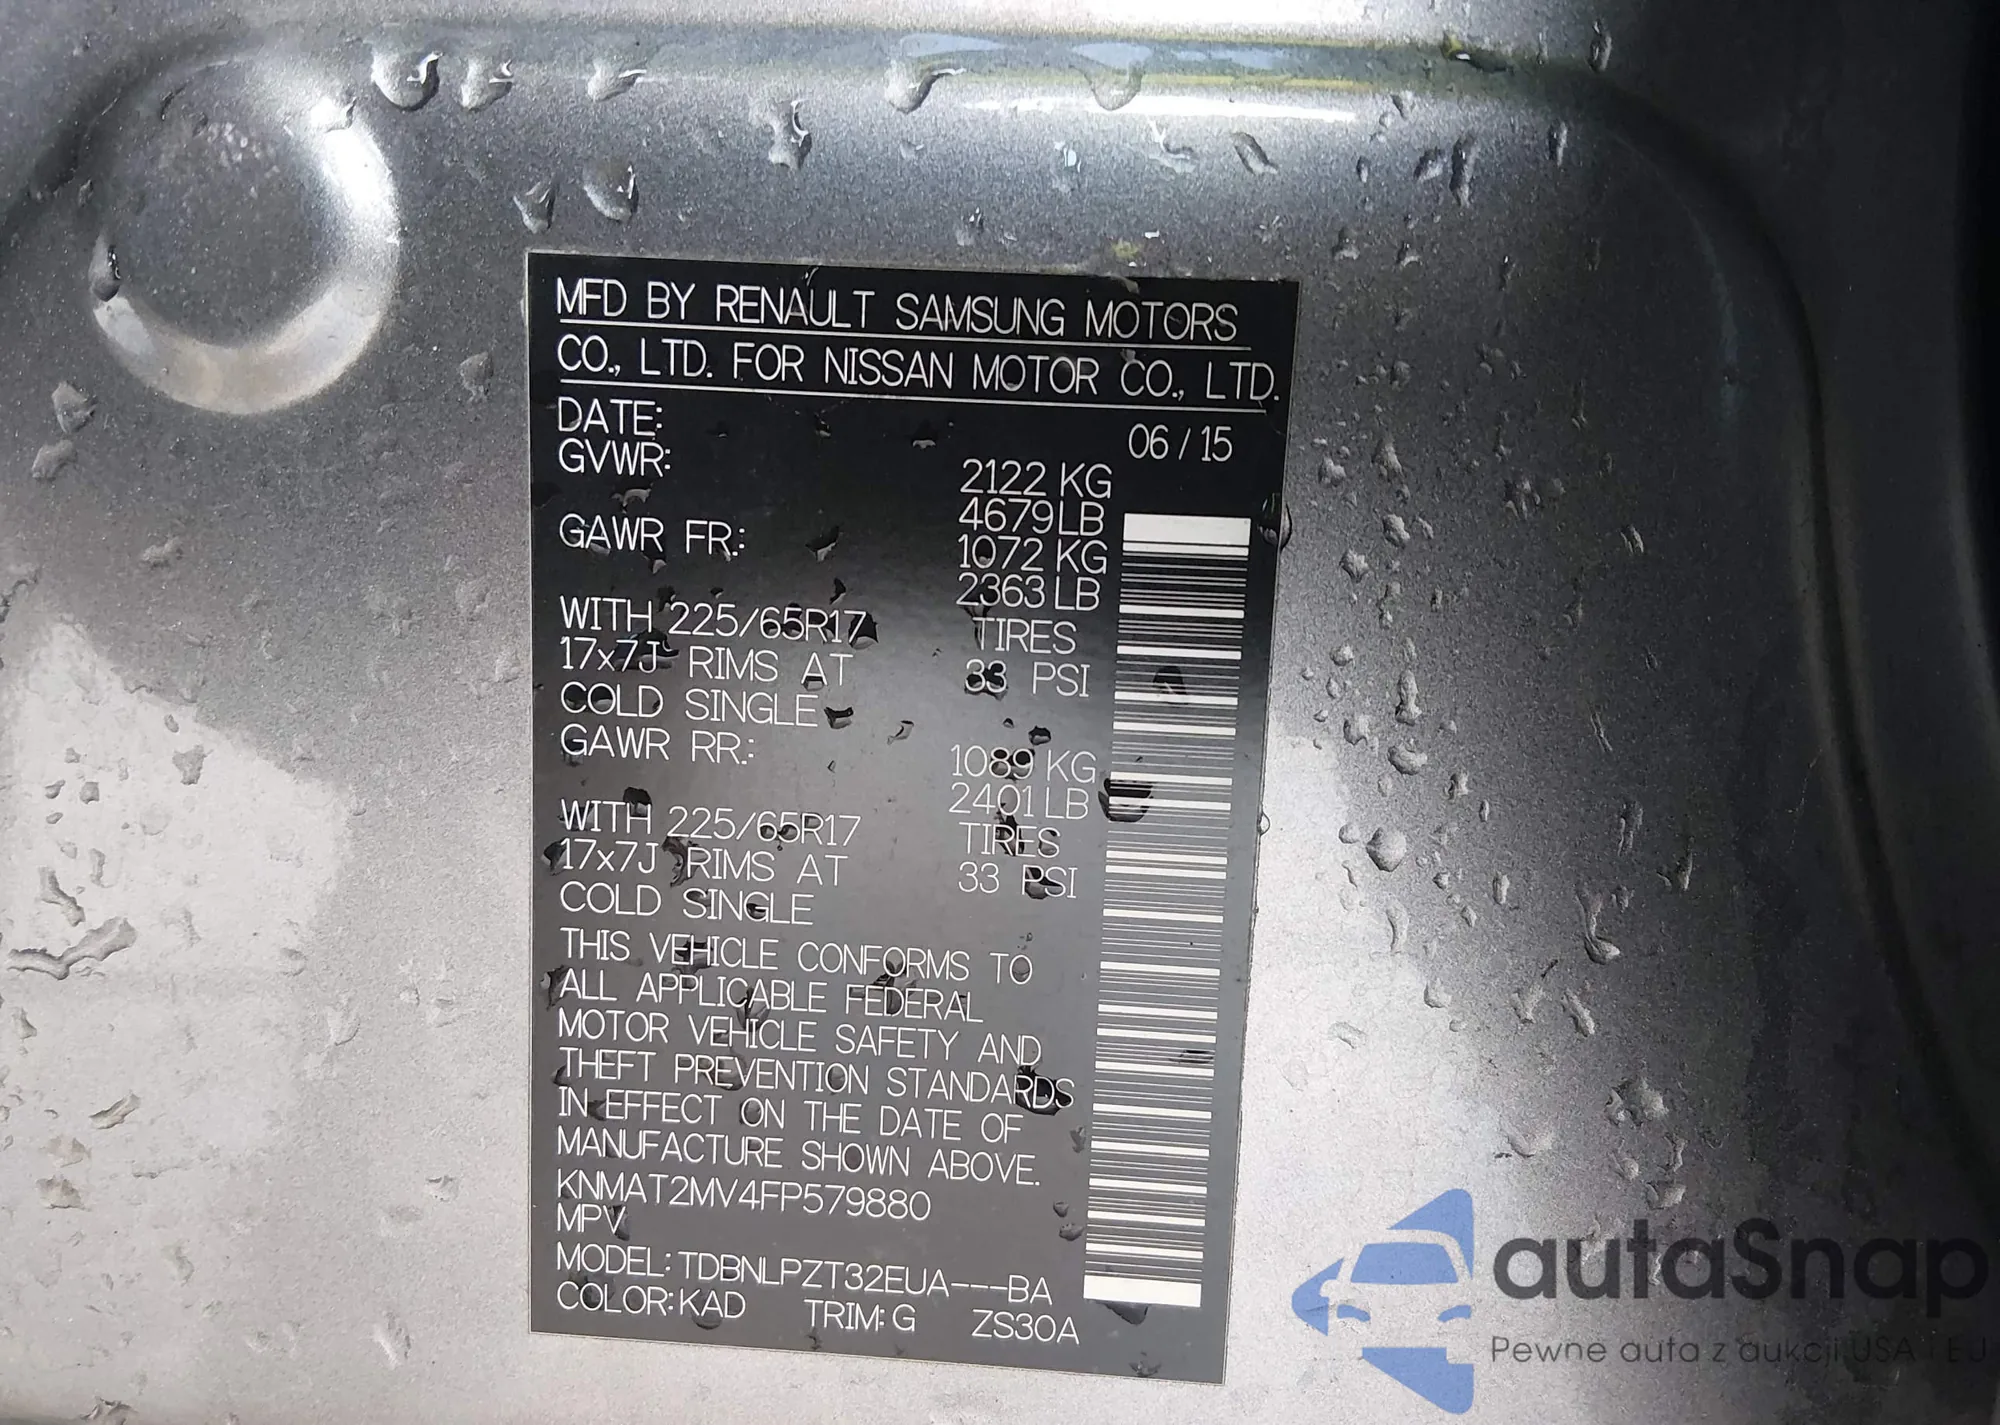 MFD BY RENAULT SAMSUNG MOTORS
CO., LTD. FOR NISSAN MOTOR CO., LTD.
DATE: 06 / 15
GVWR: 2122 KG
4679 LB
GAWR FR.: 1072 KG
2363 LB
WITH 225/65R17 TIRES
17x7J RIMS AT 33 PSI
COLD SINGLE
GAWR RR.: 1089 KG
2401 LB
WITH 225/65R17 TIRES
17x7J RIMS AT 33 PSI
COLD SINGLE
THIS VEHICLE CONFORMS TO
ALL APPLICABLE FEDERAL
MOTOR VEHICLE SAFETY AND
THEFT PREVENTION STANDARDS
IN EFFECT ON THE DATE OF
MANUFACTURE SHOWN ABOVE.
KNMAT2MV4FP579880
MPV
MODEL: TDBNLPZT32EUA---BA
COLOR: KAD TRIM: G ZS30A
autaSnap
Pewne auta z aukcji USA i EU